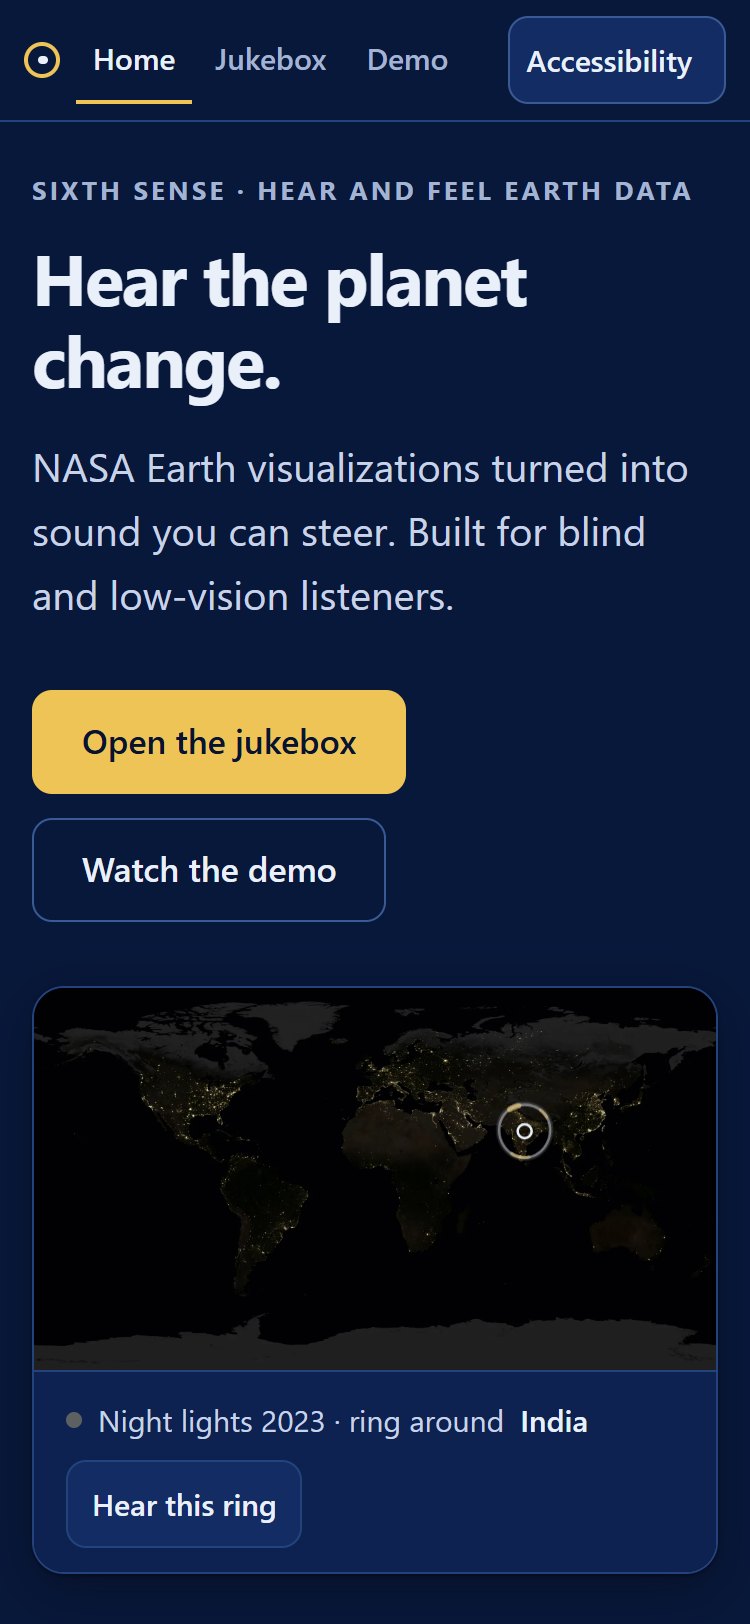 Home Jukebox Demo Accessibility
SIXTH SENSE · HEAR AND FEEL EARTH DATA
Hear the planet
change.
NASA Earth visualizations turned into
sound you can steer. Built for blind
and low-vision listeners.
Open the jukebox
Watch the demo
Night lights 2023 · ring around India
Hear this ring